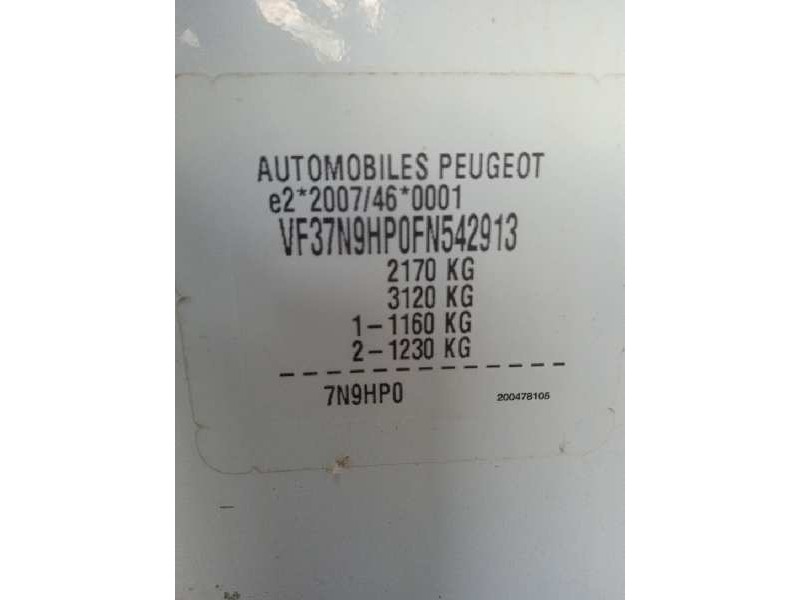 AUTOMOBILES PEUGEOT
e2*2007/46*0001
VF37N9HP0FN542913
2170 KG
3120 KG
1-1160 KG
2-1230 KG
7N9HP0
200478105